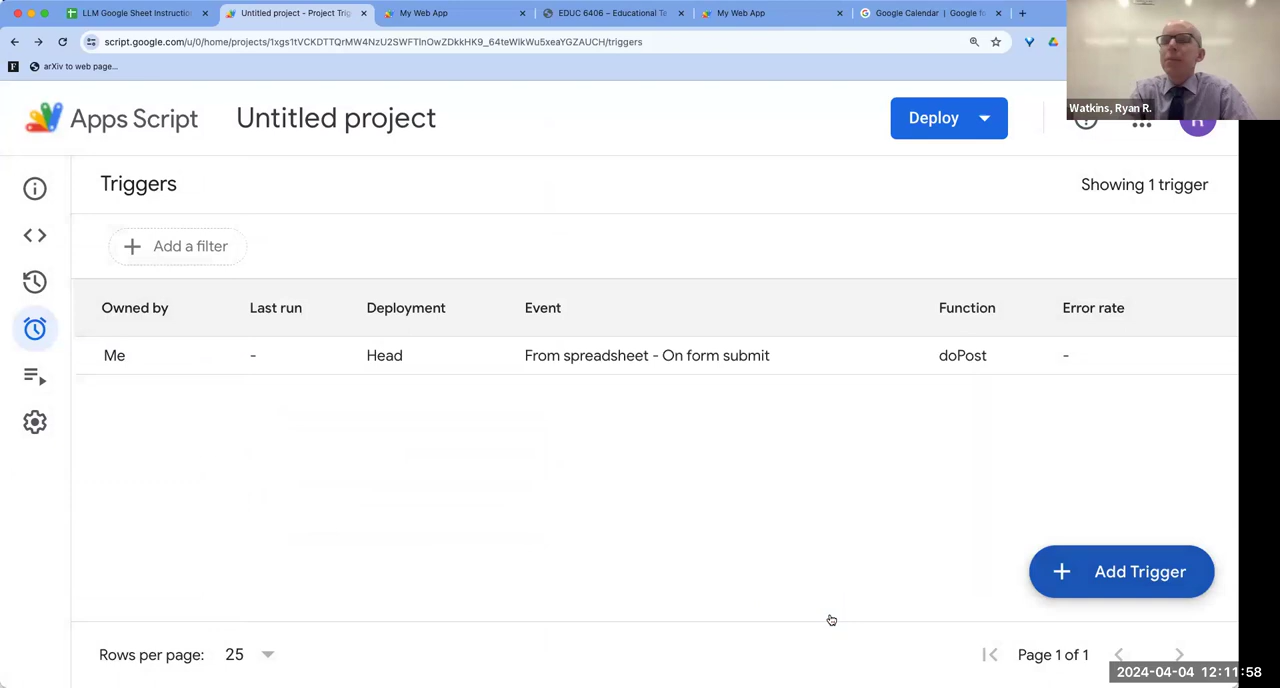 LLM Google Sheet Instructio
Untitled project - Project Trig
My Web App
EDUC 6406 – Educational Te
My Web App
Google Calendar | Google fo
script.google.com/u/0/home/projects/1xgs1tVCKDTTQrMW4NzU2SWFTInOwZDkkHK9_64teWlkWu5xeaYGZAUCH/triggers
F
arXiv to web page...
Watkins, Ryan R.
Apps Script
Untitled project
Deploy
Triggers
Showing 1 trigger
Add a filter
Owned by Last run Deployment Event Function Error rate
Me - Head From spreadsheet - On form submit doPost -
Add Trigger
Rows per page: 25
Page 1 of 1
2024-04-04 12:11:58